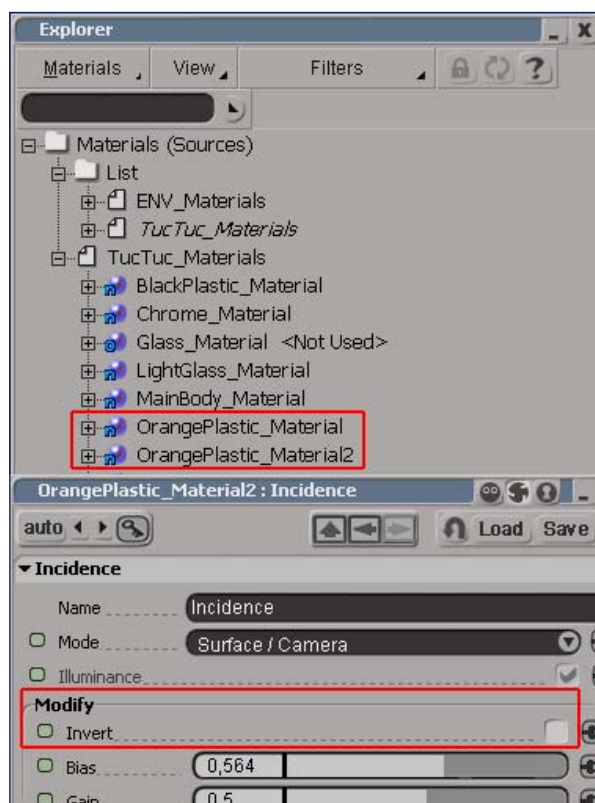 Explorer
Materials View Filters
Materials (Sources)
List
ENV_Materials
TucTuc_Materials
TucTuc_Materials
BlackPlastic_Material
Chrome_Material
Glass_Material <Not Used>
LightGlass_Material
MainBody_Material
OrangePlastic_Material
OrangePlastic_Material2
OrangePlastic_Material2 : Incidence
auto Load Save
Incidence
Name Incidence
Mode Surface / Camera
Illuminance
Modify
Invert
Bias 0,564
Gain 0,5